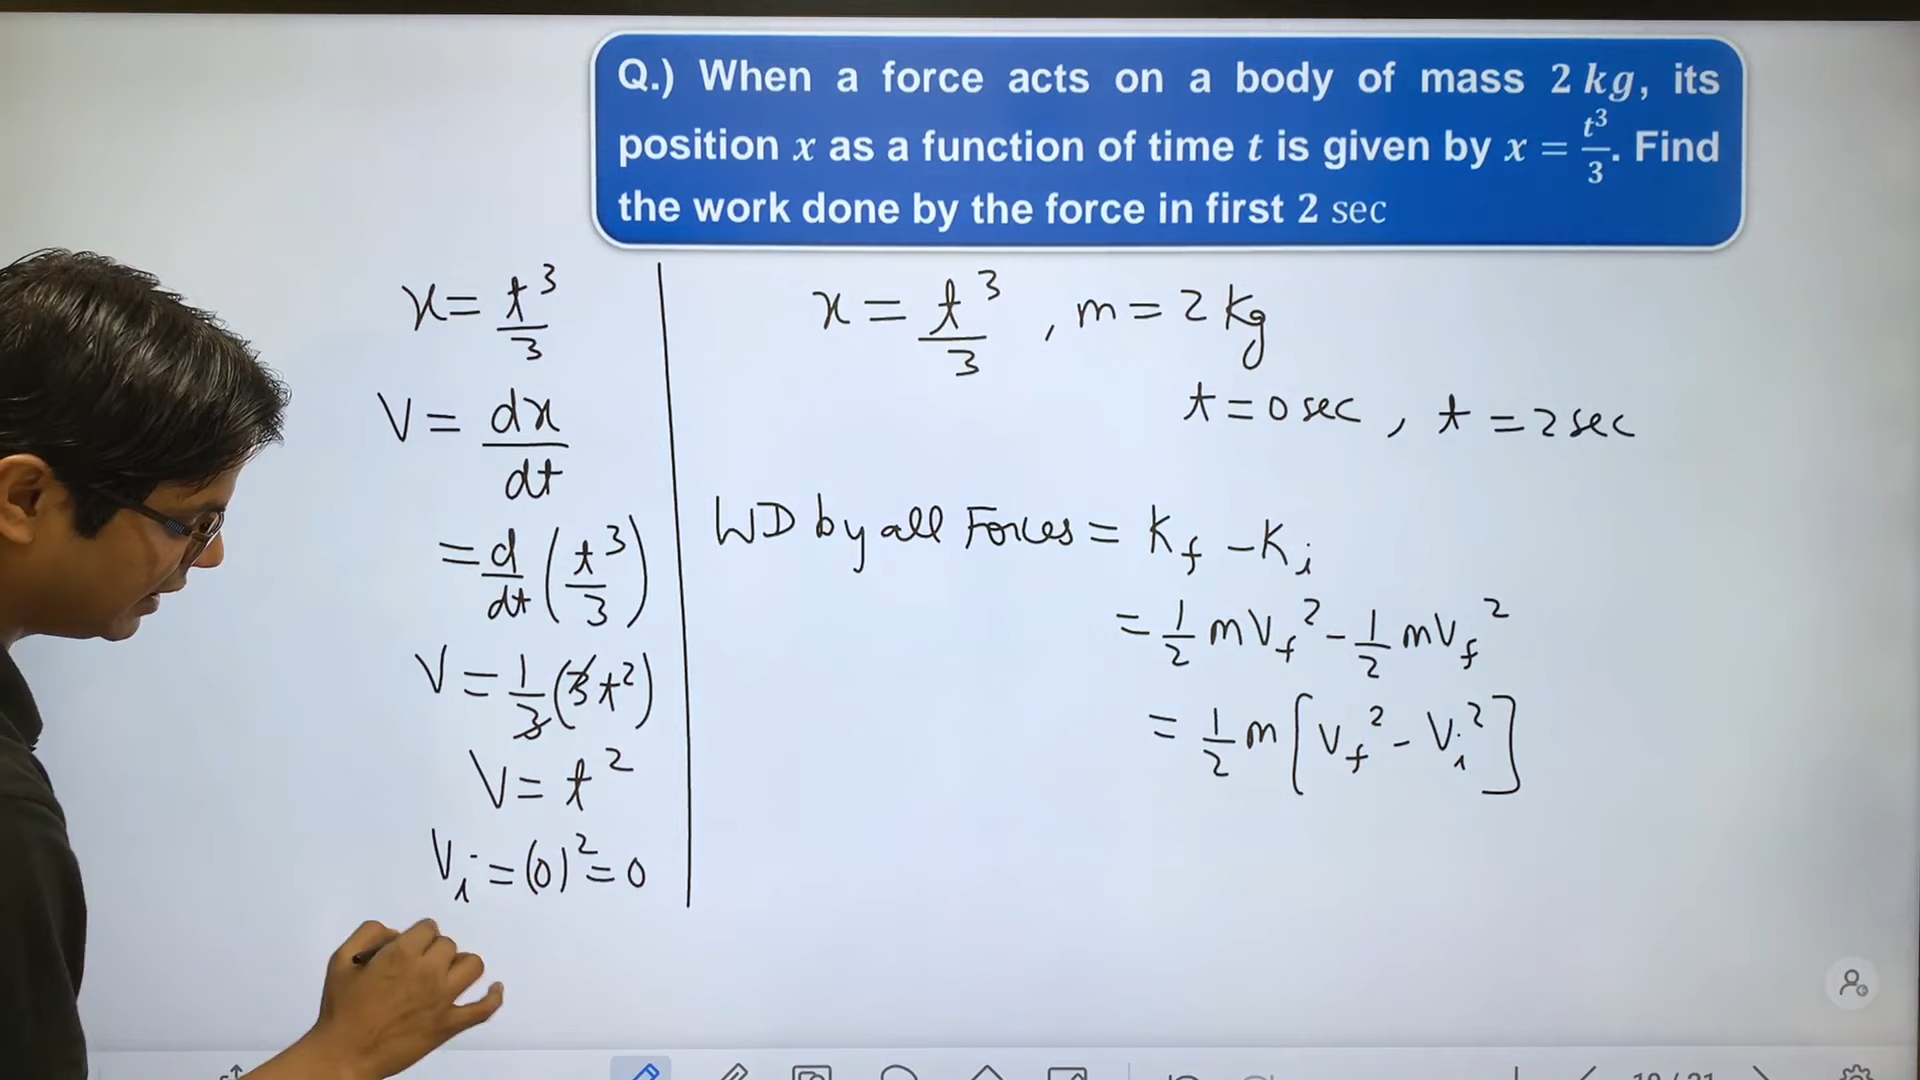 Q.) When a force acts on a body of mass 2 kg, its
position x as a function of time t is given by x = t³/3. Find
the work done by the force in first 2 sec
x = t³/3
V = dx/dt
= d/dt (t³/3)
V = 1/3 (3t²)
V = t²
Vi = (0)² = 0
x = t³/3 , m = 2 kg
t = 0 sec , t = 2 sec
WD by all Forces = Kf - Ki
= 1/2 mVf² - 1/2 mVf²
= 1/2 m [Vf² - Vi²]